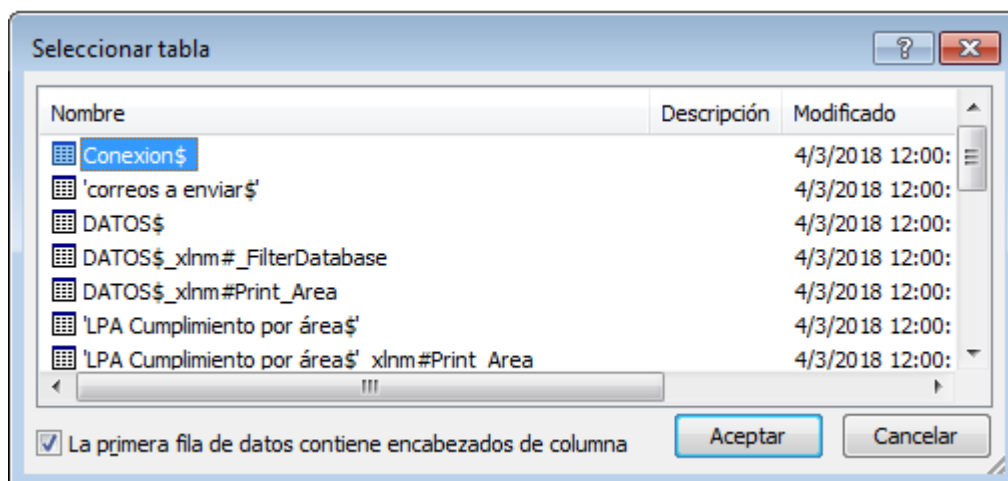 Seleccionar tabla
Nombre Descripción Modificado
Conexion$ 4/3/2018 12:00:
'correos a enviar$' 4/3/2018 12:00:
DATOS$ 4/3/2018 12:00:
DATOS$_xlnm#_FilterDatabase 4/3/2018 12:00:
DATOS$_xlnm#Print_Area 4/3/2018 12:00:
'LPA Cumplimiento por área$' 4/3/2018 12:00:
'LPA Cumplimiento por área$'_xlnm#Print_Area 4/3/2018 12:00:
La primera fila de datos contiene encabezados de columna Aceptar Cancelar